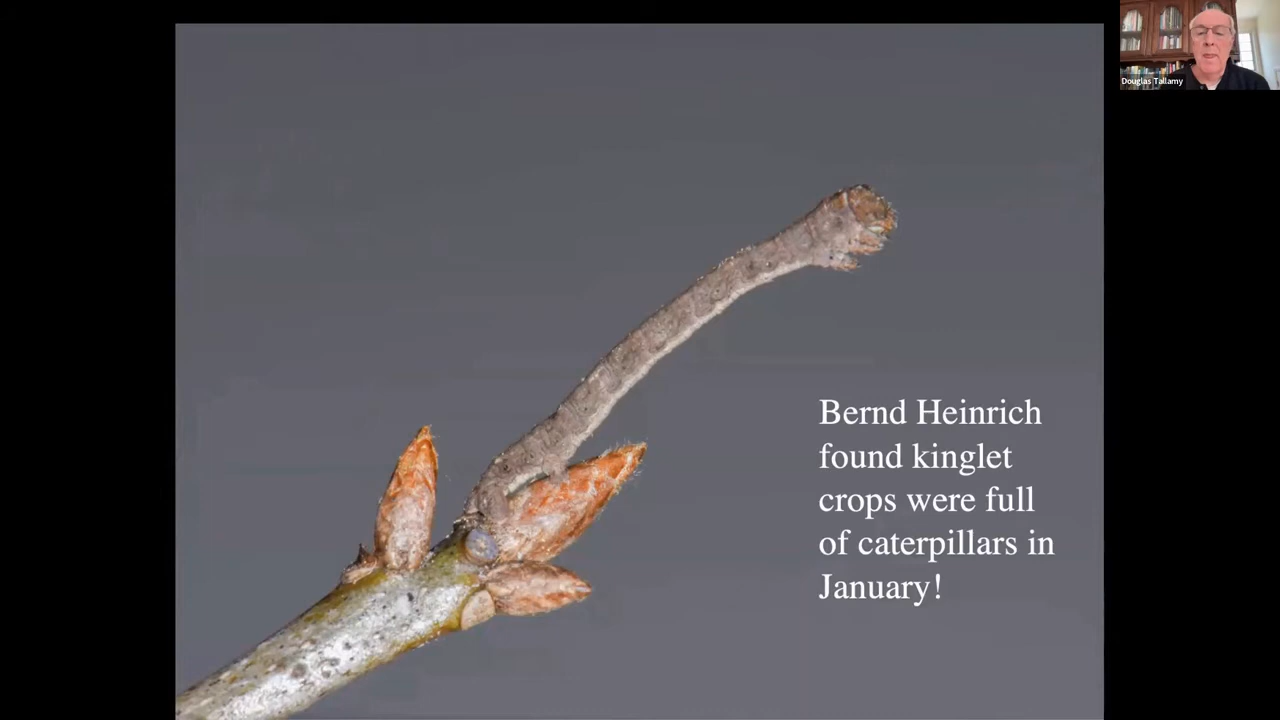 Douglas Tallamy
Bernd Heinrich
found kinglet
crops were full
of caterpillars in
January!